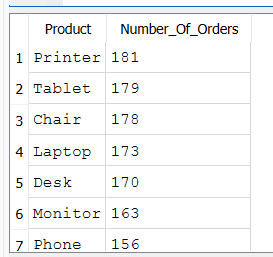 Product Number_Of_Orders
1 Printer 181
2 Tablet 179
3 Chair 178
4 Laptop 173
5 Desk 170
6 Monitor 163
7 Phone 156